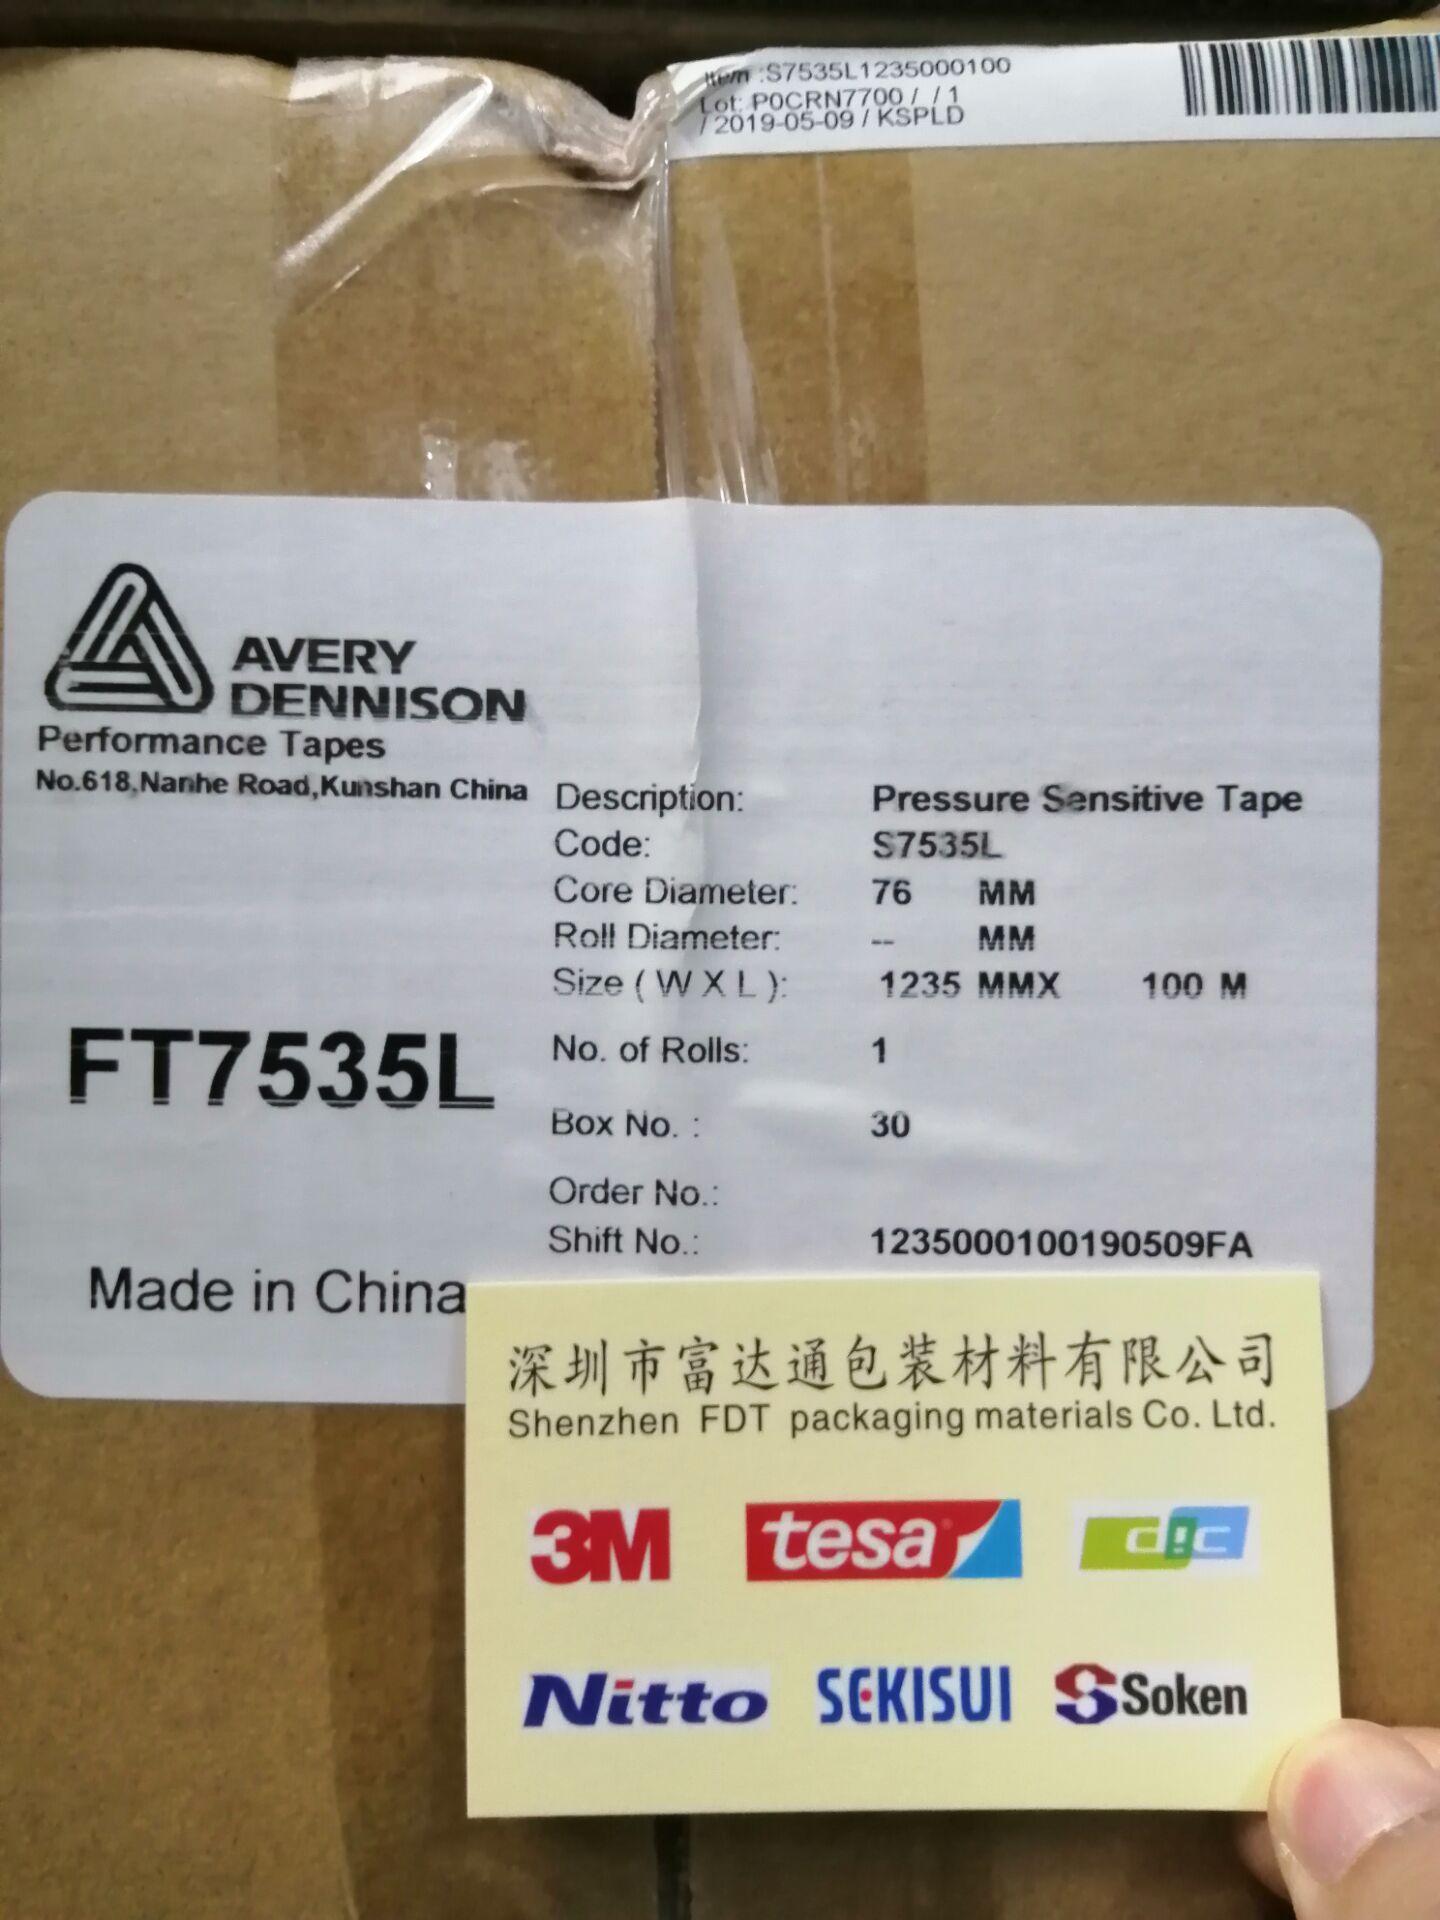 Item :S7535L1235000100
Lot: P0CRN7700 / / 1
/ 2019-05-09 / KSPLD
AVERY
DENNISON
Performance Tapes
No.618,Nanhe Road,Kunshan China
Description: Pressure Sensitive Tape
Code: S7535L
Core Diameter: 76 MM
Roll Diameter: -- MM
Size ( W X L ): 1235 MMX 100 M
FT7535L
No. of Rolls: 1
Box No. : 30
Order No.:
Shift No.: 1235000100190509FA
Made in China
深圳市富达通包装材料有限公司
Shenzhen FDT packaging materials Co. Ltd.
3M tesa dic
Nitto SEKISUI Soken